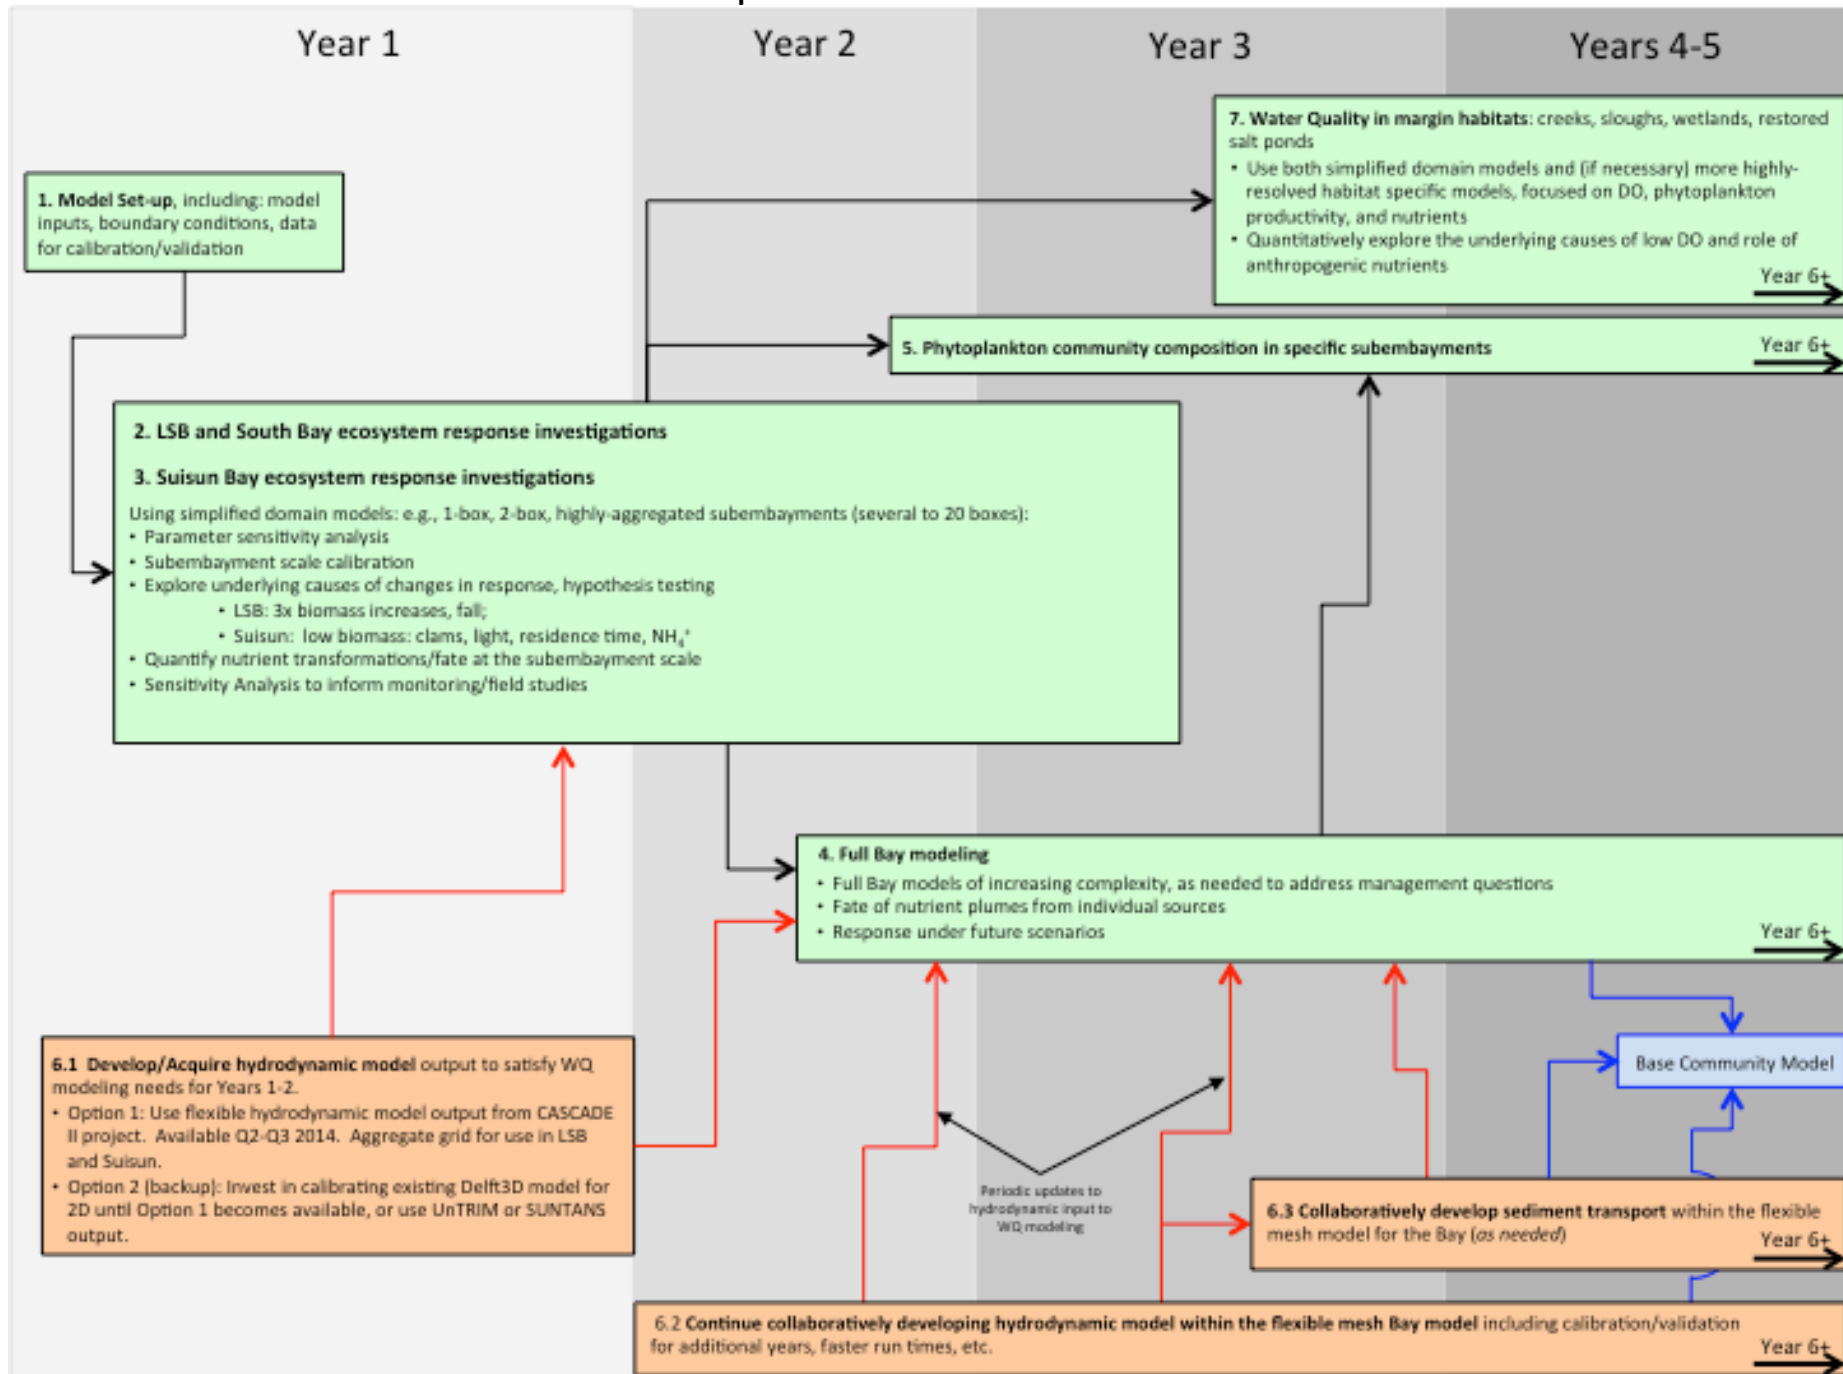 Year 1
Year 2
Year 3
Years 4-5
7. Water Quality in margin habitats: creeks, sloughs, wetlands, restored
salt ponds
• Use both simplified domain models and (if necessary) more highly-
resolved habitat specific models, focused on DO, phytoplankton
productivity, and nutrients
• Quantitatively explore the underlying causes of low DO and role of
anthropogenic nutrients
Year 6+
1. Model Set-up, including: model
inputs, boundary conditions, data
for calibration/validation
5. Phytoplankton community composition in specific subembayments
Year 6+
2. LSB and South Bay ecosystem response investigations
3. Suisun Bay ecosystem response investigations
Using simplified domain models: e.g., 1-box, 2-box, highly-aggregated subembayments (several to 20 boxes):
• Parameter sensitivity analysis
• Subembayment scale calibration
• Explore underlying causes of changes in response, hypothesis testing
• LSB: 3x biomass increases, fall;
• Suisun: low biomass: clams, light, residence time, NH₄⁺
• Quantify nutrient transformations/fate at the subembayment scale
• Sensitivity Analysis to inform monitoring/field studies
4. Full Bay modeling
• Full Bay models of increasing complexity, as needed to address management questions
• Fate of nutrient plumes from individual sources
• Response under future scenarios
Year 6+
6.1 Develop/Acquire hydrodynamic model output to satisfy WQ
modeling needs for Years 1-2.
• Option 1: Use flexible hydrodynamic model output from CASCADE
II project. Available Q2-Q3 2014. Aggregate grid for use in LSB
and Suisun.
• Option 2 (backup): Invest in calibrating existing Delft3D model for
2D until Option 1 becomes available, or use UnTRIM or SUNTANS
output.
Base Community Model
Periodic updates to
hydrodynamic input to
WQ modeling
6.3 Collaboratively develop sediment transport within the flexible
mesh model for the Bay (as needed)
Year 6+
6.2 Continue collaboratively developing hydrodynamic model within the flexible mesh Bay model including calibration/validation
for additional years, faster run times, etc.
Year 6+